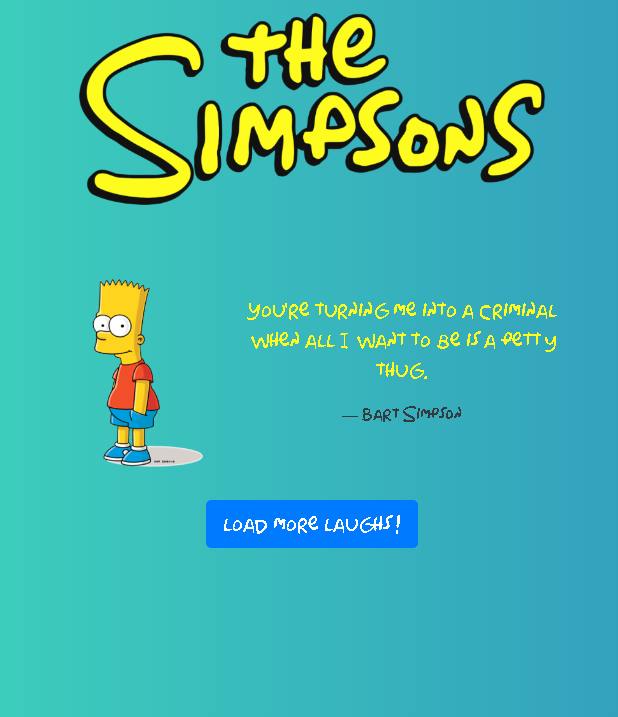 THE
SIMPSONS
YOU'RE TURNING ME INTO A CRIMINAL
WHEN ALL I WANT TO BE IS A PETTY
THUG.
— BART SIMPSON
LOAD MORE LAUGHS!